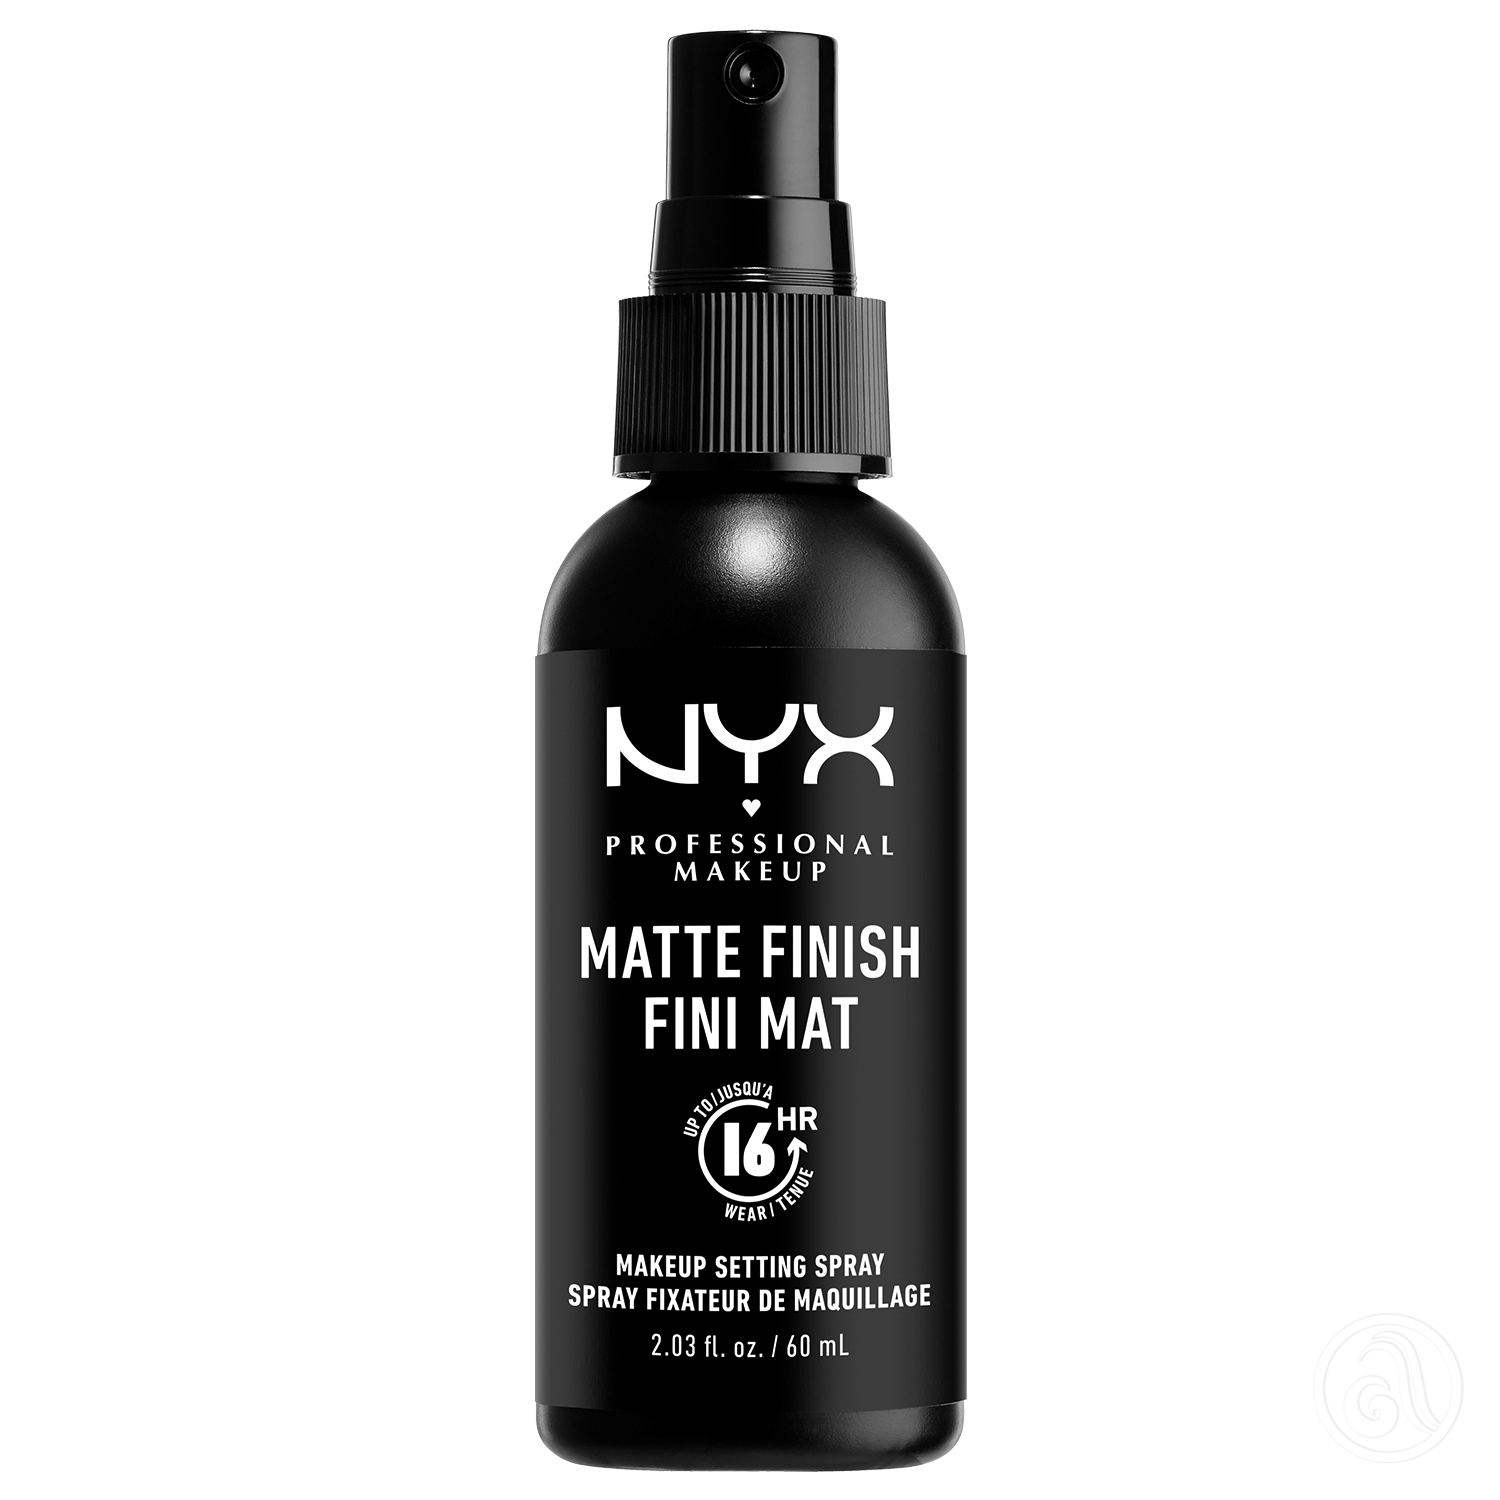 NYX
PROFESSIONAL
MAKEUP
MATTE FINISH
FINI MAT
UP TO/JUSQU'A
16 HR
WEAR/TENUE
MAKEUP SETTING SPRAY
SPRAY FIXATEUR DE MAQUILLAGE
2.03 fl. oz. / 60 mL